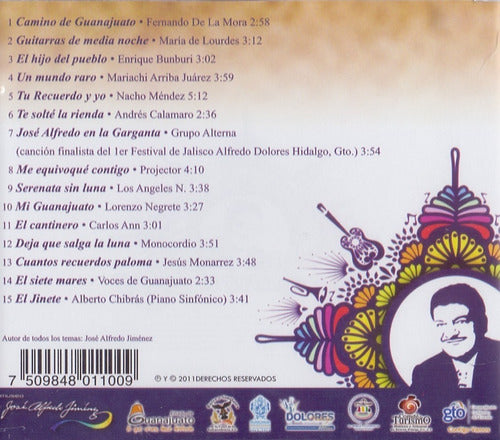 1 Camino de Guanajuato • Fernando De La Mora 2:58
2 Guitarras de media noche • María de Lourdes 3:12
3 El hijo del pueblo • Enrique Bunburi 3:02
4 Un mundo raro • Mariachi Arriba Juárez 3:59
5 Tu Recuerdo y yo • Nacho Méndez 5:12
6 Te solté la rienda • Andrés Calamaro 2:36
7 José Alfredo en la Garganta • Grupo Alterna
(canción finalista del 1er Festival de Jalisco Alfredo Dolores Hidalgo, Gto.) 3:54
8 Me equivoqué contigo • Projector 4:10
9 Serenata sin luna • Los Angeles N. 3:38
10 Mi Guanajuato • Lorenzo Negrete 3:27
11 El cantinero • Carlos Ann 3:01
12 Deja que salga la luna • Monocordio 3:51
13 Cuantos recuerdos paloma • Jesús Monarrez 3:48
14 El siete mares • Voces de Guanajuato 2:33
15 El Jinete • Alberto Chibrás (Piano Sinfónico) 3:41
Autor de todos los temas: José Alfredo Jiménez
7 509848 011009
Ⓟ Y © 2011DERECHOS RESERVADOS
MUSEO
José Alfredo Jiménez
Guanajuato
DOLORES
Turismo
gto
Contigo Vamos